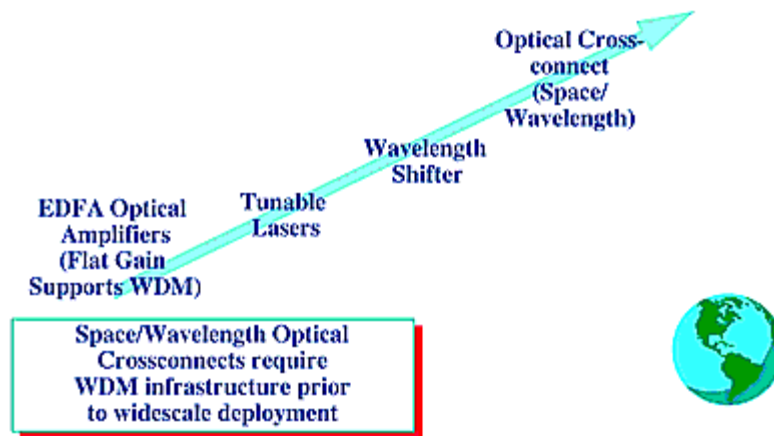 Optical Cross-
connect
(Space/
Wavelength)
Wavelength
Shifter
Tunable
Lasers
EDFA Optical
Amplifiers
(Flat Gain
Supports WDM)
Space/Wavelength Optical
Crossconnects require
WDM infrastructure prior
to widescale deployment